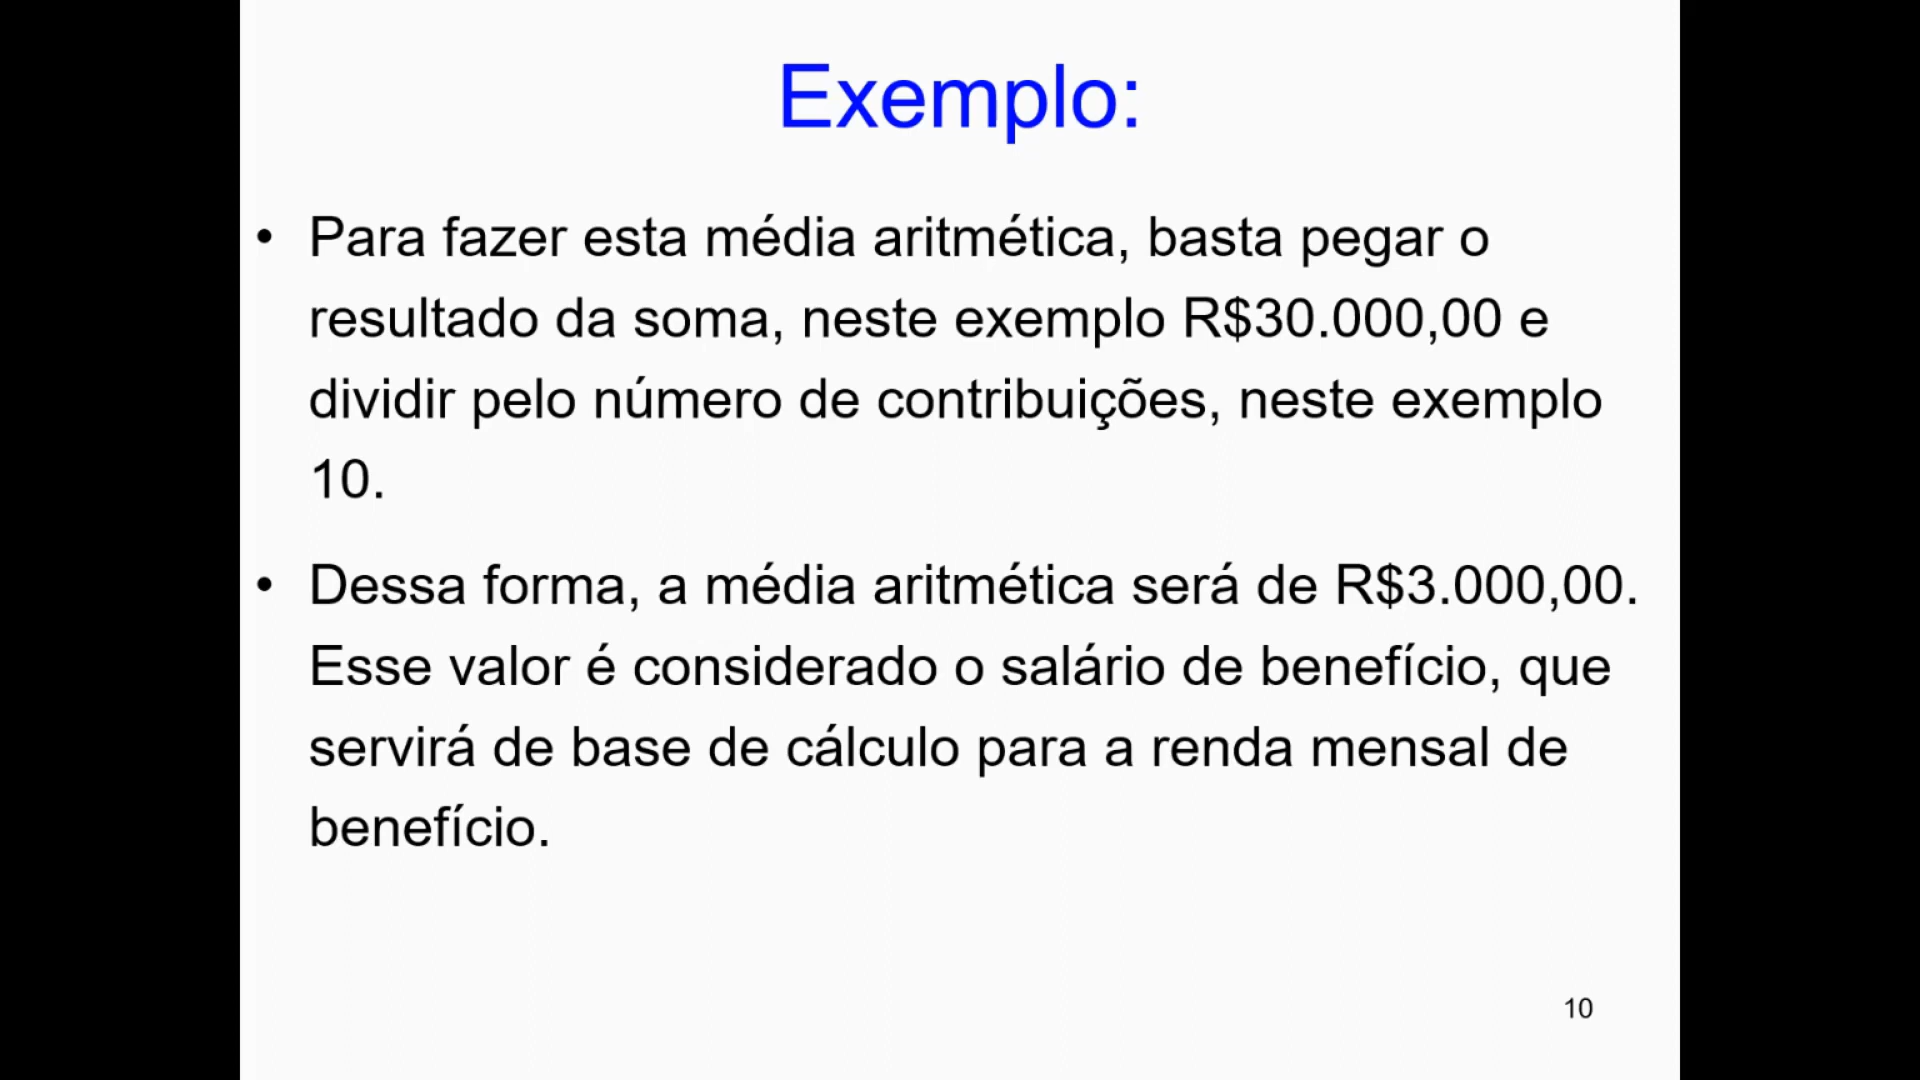 Exemplo:
• Para fazer esta média aritmética, basta pegar o
resultado da soma, neste exemplo R$30.000,00 e
dividir pelo número de contribuições, neste exemplo
10.
• Dessa forma, a média aritmética será de R$3.000,00.
Esse valor é considerado o salário de benefício, que
servirá de base de cálculo para a renda mensal de
benefício.
10